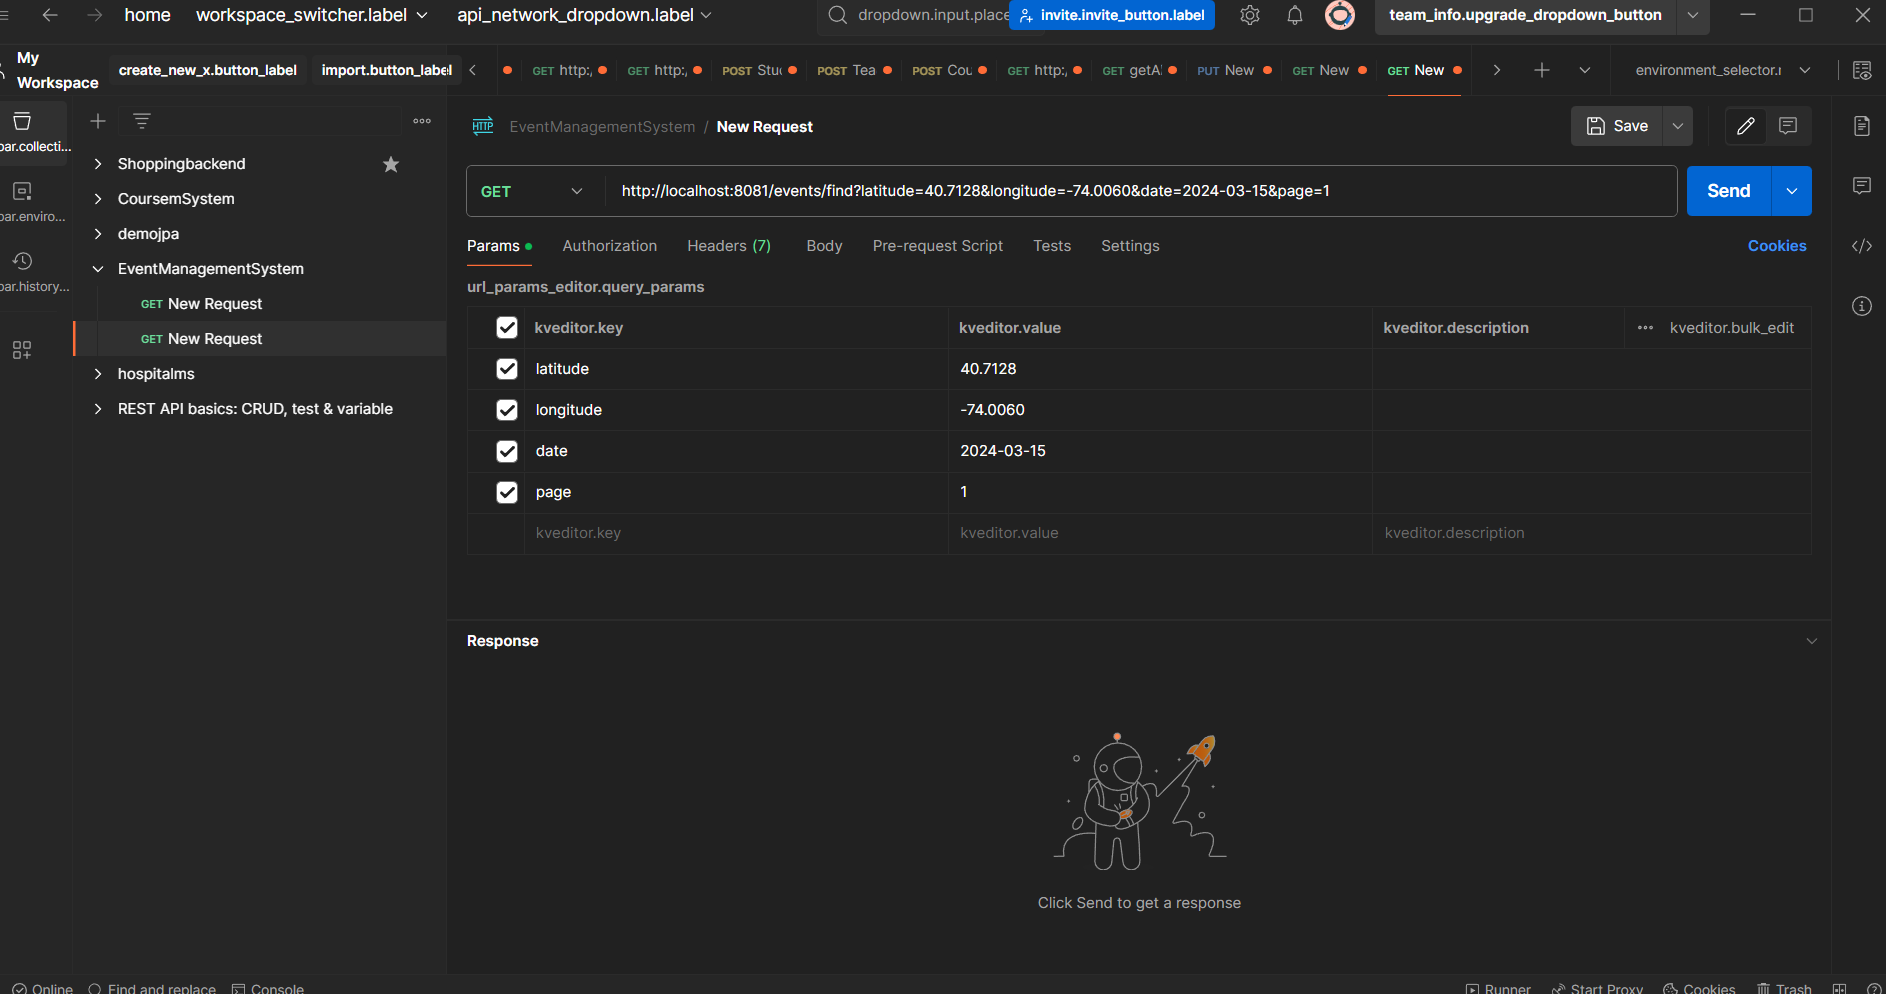 home workspace_switcher.label api_network_dropdown.label dropdown.input.place invite.invite_button.label team_info.upgrade_dropdown_button
My Workspace create_new_x.button_label import.button_label GET http: GET http: POST Stu POST Tea POST Cou GET http: GET getA PUT New GET New GET New environment_selector.
bar.collecti...
bar.enviro...
bar.history...
Shoppingbackend
CoursemSystem
demojpa
EventManagementSystem
GET New Request
GET New Request
hospitalms
REST API basics: CRUD, test & variable
HTTP EventManagementSystem / New Request Save
GET http://localhost:8081/events/find?latitude=40.7128&longitude=-74.0060&date=2024-03-15&page=1 Send
Params Authorization Headers (7) Body Pre-request Script Tests Settings Cookies
url_params_editor.query_params
kveditor.key kveditor.value kveditor.description kveditor.bulk_edit
latitude 40.7128
longitude -74.0060
date 2024-03-15
page 1
kveditor.key kveditor.value kveditor.description
Response
Click Send to get a response
Online Find and replace Console Runner Start Proxy Cookies Trash